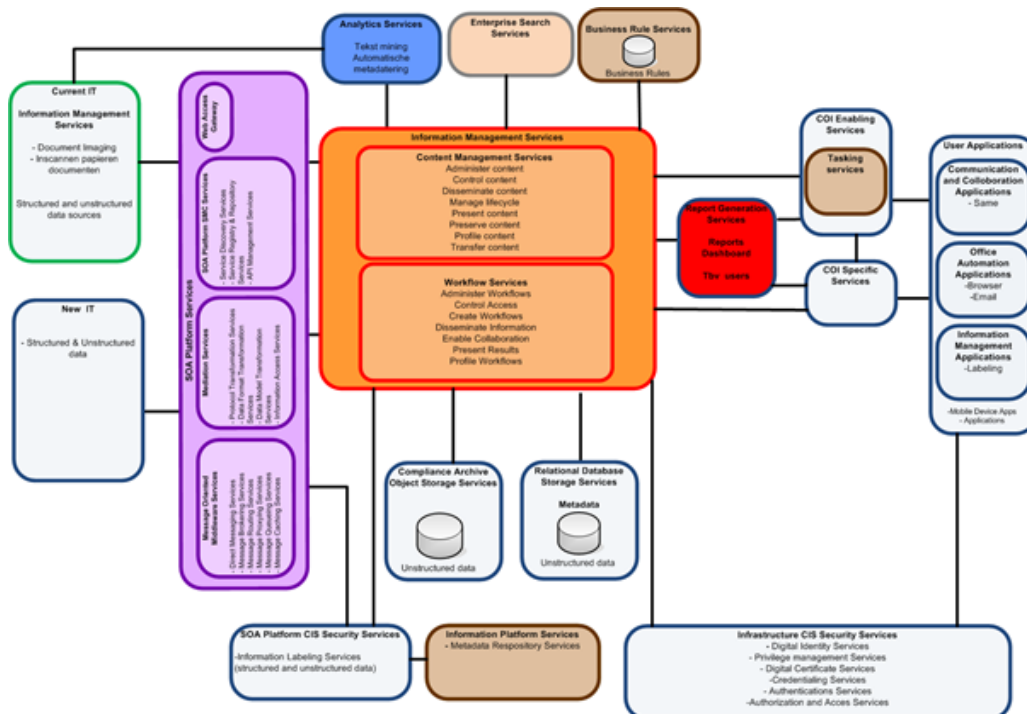 Analytics Services
Tekst mining
Automatische
metadatering
Enterprise Search
Services
Business Rule Services
Business Rules
Current IT
Information Management
Services
- Document Imaging
- Inscannen papieren
documenten
Structured and unstructured
data sources
New IT
- Structured & Unstructured
data
SOA Platform Services
Web Access
Gateway
SOA Platform SMC Services
- Service Discovery Services
- Service Registry & Repository
Services
- API Management Services
Mediation Services
- Protocol Transformation Services
- Data Format Transformation
Services
- Data Model Transformation
Services
- Information Access Services
Message Oriented
Middleware Services
- Direct Messaging Services
- Message Brokering Services
- Message Routing Services
- Message Proxying Services
- Message Queueing Services
- Message Caching Services
Information Management Services
Content Management Services
Administer content
Control content
Disseminate content
Manage lifecycle
Present content
Preserve content
Profile content
Transfer content
Workflow Services
Administer Workflows
Control Access
Create Workflows
Disseminate Information
Enable Collaboration
Present Results
Profile Workflows
Report Generation
Services
Reports
Dashboard
Tbv users
COI Enabling
Services
Tasking
services
COI Specific
Services
User Applications
Communication
and Colloboration
Applications
- Same
Office
Automation
Applications
-Browser
-Email
Information
Management
Applications
-Labeling
-Mobile Device Apps
- Applications
Compliance Archive
Object Storage Services
Unstructured data
Relational Database
Storage Services
Metadata
Unstructured data
SOA Platform CIS Security Services
-Information Labeling Services
(structured and unstructured data)
Information Platform Services
- Metadata Respository Services
Infrastructure CIS Security Services
- Digital Identity Services
- Privilege management Services
- Digital Certificate Services
-Credentialing Services
- Authentications Services
-Authorization and Acces Services